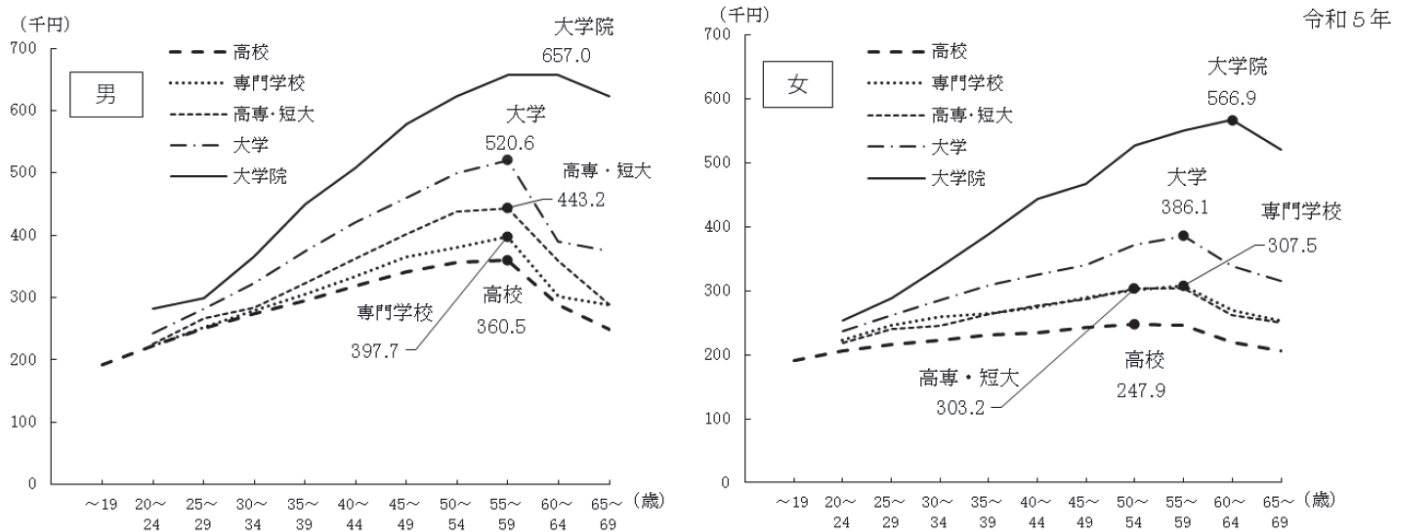 令和５年
（千円）
700
600
500
400
300
200
100
0
男
高校
専門学校
高専･短大
大学
大学院
大学院
657.0
大学
520.6
高専・短大
443.2
専門学校
397.7
高校
360.5
～19 20～ 25～ 30～ 35～ 40～ 45～ 50～ 55～ 60～ 65～ （歳）
24 29 34 39 44 49 54 59 64 69
（千円）
700
600
500
400
300
200
100
0
女
高校
専門学校
高専･短大
大学
大学院
大学院
566.9
大学
386.1
専門学校
307.5
高専・短大
303.2
高校
247.9
～19 20～ 25～ 30～ 35～ 40～ 45～ 50～ 55～ 60～ 65～ （歳）
24 29 34 39 44 49 54 59 64 69